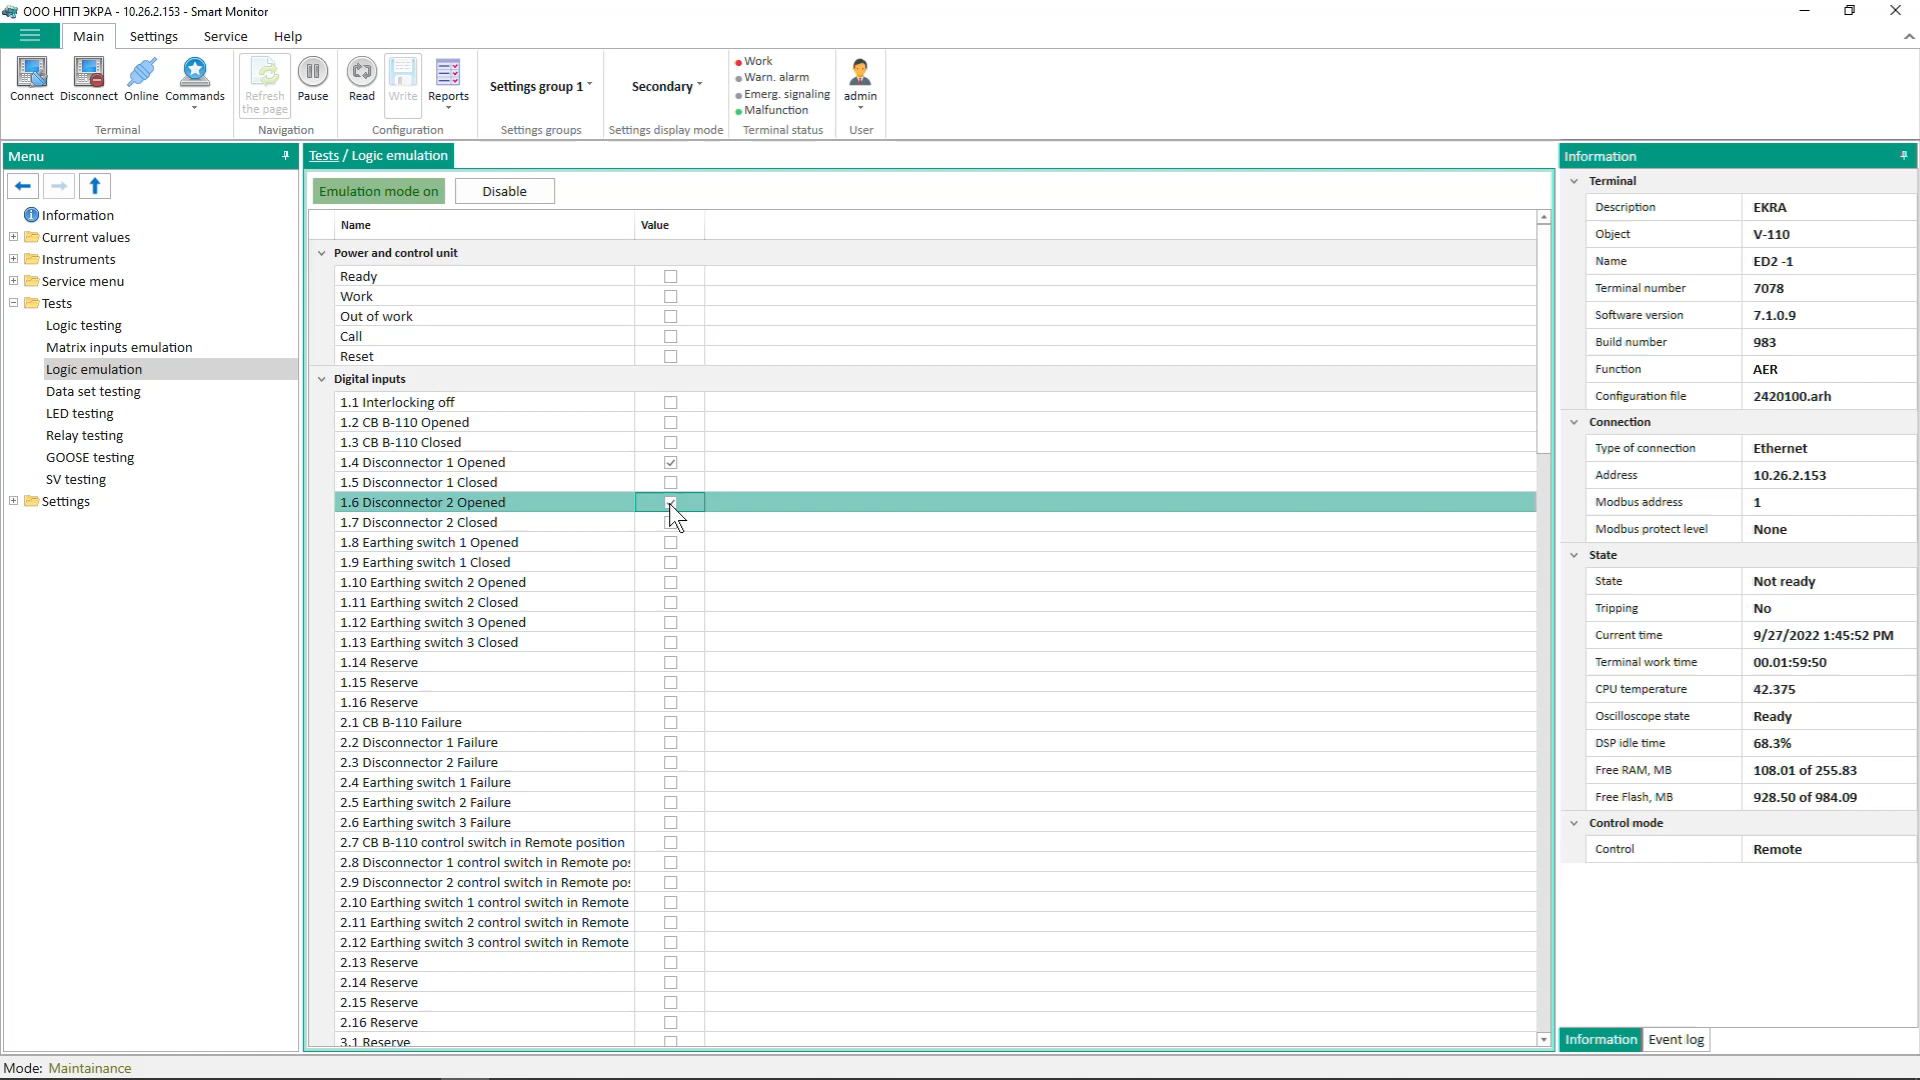 ООО НПП ЭКРА - 10.26.2.153 - Smart Monitor
Main Settings Service Help
Connect Disconnect Online Commands
Refresh the page Pause
Read Write Reports
Settings group 1
Secondary
Work
Warn. alarm
Emerg. signaling
Malfunction
admin
Terminal Navigation Configuration Settings groups Settings display mode Terminal status User
Menu
Information
Current values
Instruments
Service menu
Tests
Logic testing
Matrix inputs emulation
Logic emulation
Data set testing
LED testing
Relay testing
GOOSE testing
SV testing
Settings
Tests / Logic emulation
Emulation mode on Disable
Name Value
Power and control unit
Ready
Work
Out of work
Call
Reset
Digital inputs
1.1 Interlocking off
1.2 CB B-110 Opened
1.3 CB B-110 Closed
1.4 Disconnector 1 Opened
1.5 Disconnector 1 Closed
1.6 Disconnector 2 Opened
1.7 Disconnector 2 Closed
1.8 Earthing switch 1 Opened
1.9 Earthing switch 1 Closed
1.10 Earthing switch 2 Opened
1.11 Earthing switch 2 Closed
1.12 Earthing switch 3 Opened
1.13 Earthing switch 3 Closed
1.14 Reserve
1.15 Reserve
1.16 Reserve
2.1 CB B-110 Failure
2.2 Disconnector 1 Failure
2.3 Disconnector 2 Failure
2.4 Earthing switch 1 Failure
2.5 Earthing switch 2 Failure
2.6 Earthing switch 3 Failure
2.7 CB B-110 control switch in Remote position
2.8 Disconnector 1 control switch in Remote po
2.9 Disconnector 2 control switch in Remote po
2.10 Earthing switch 1 control switch in Remote
2.11 Earthing switch 2 control switch in Remote
2.12 Earthing switch 3 control switch in Remote
2.13 Reserve
2.14 Reserve
2.15 Reserve
2.16 Reserve
3.1 Reserve
Information
Terminal
Description EKRA
Object V-110
Name ED2 -1
Terminal number 7078
Software version 7.1.0.9
Build number 983
Function AER
Configuration file 2420100.arh
Connection
Type of connection Ethernet
Address 10.26.2.153
Modbus address 1
Modbus protect level None
State
State Not ready
Tripping No
Current time 9/27/2022 1:45:52 PM
Terminal work time 00.01:59:50
CPU temperature 42.375
Oscilloscope state Ready
DSP idle time 68.3%
Free RAM, MB 108.01 of 255.83
Free Flash, MB 928.50 of 984.09
Control mode
Control Remote
Information Event log
Mode: Maintainance